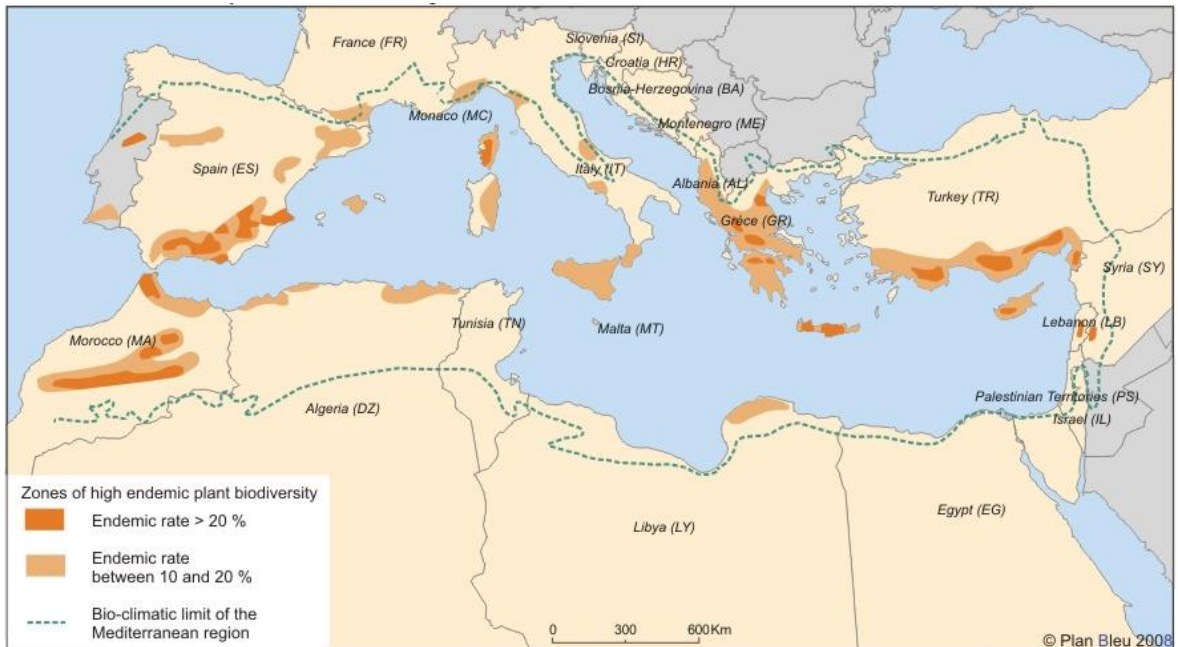 France (FR)
Slovenia (SI)
Croatia (HR)
Bosnia-Herzegovina (BA)
Monaco (MC)
Montenegro (ME)
Spain (ES)
Italy (IT)
Albania (AL)
Turkey (TR)
Grèce (GR)
Syria (SY)
Morocco (MA)
Tunisia (TN)
Malta (MT)
Lebanon (LB)
Algeria (DZ)
Palestinian Territories (PS)
Israel (IL)
Libya (LY)
Egypt (EG)
Zones of high endemic plant biodiversity
Endemic rate > 20 %
Endemic rate
between 10 and 20 %
Bio-climatic limit of the
Mediterranean region
0 300 600 Km
© Plan Bleu 2008